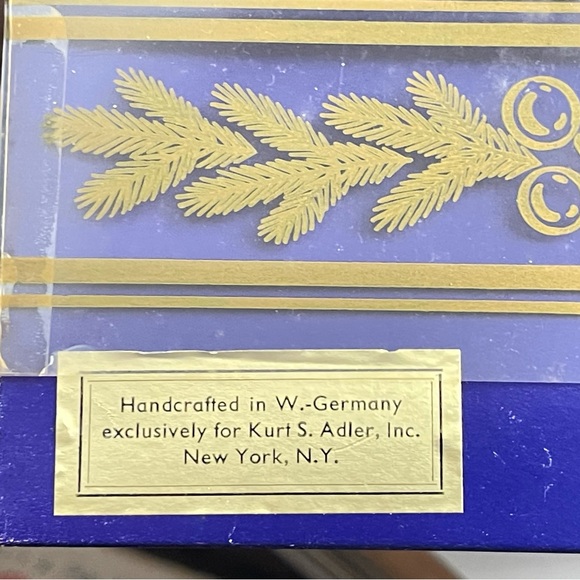 Handcrafted in W.-Germany
exclusively for Kurt S. Adler, Inc.
New York, N.Y.